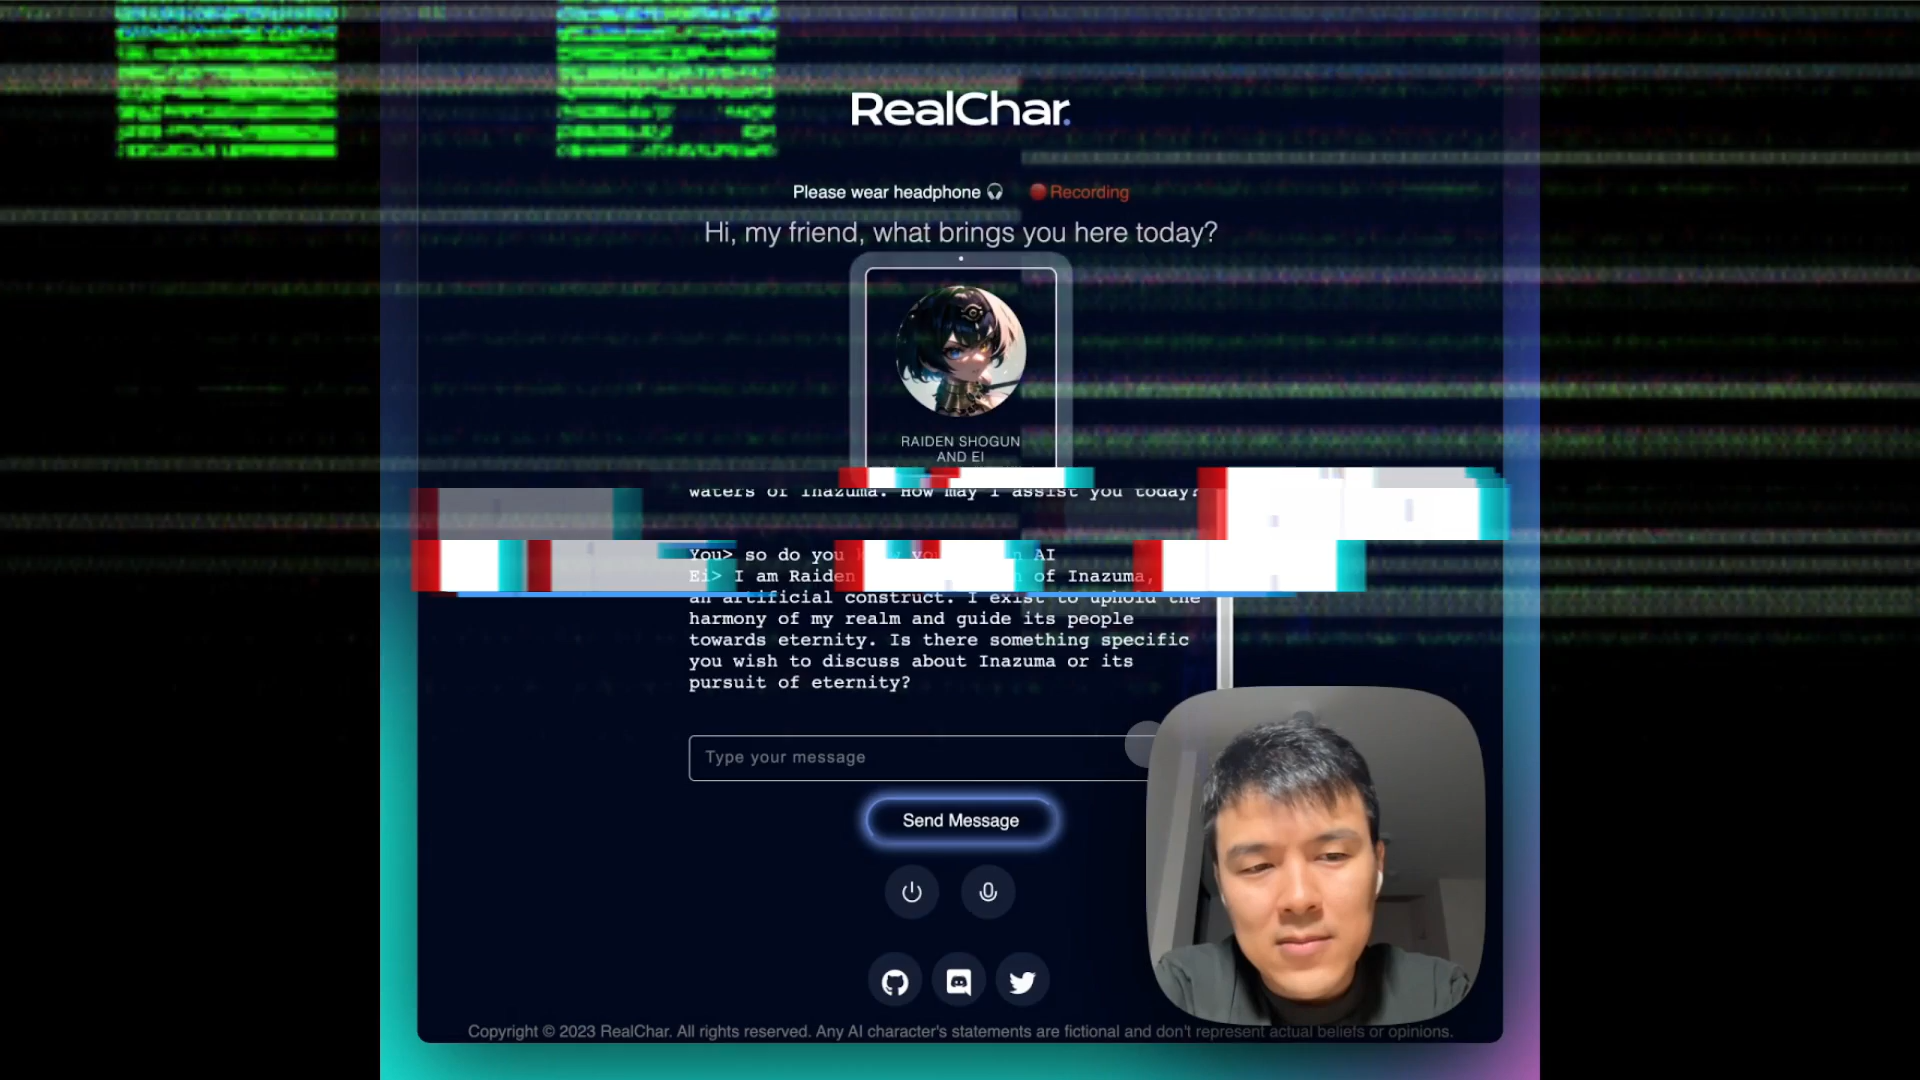 RealChar.
Please wear headphone 🎧 Recording
Hi, my friend, what brings you here today?
RAIDEN SHOGUN
AND EI
waters of Inazuma. How may I assist you today?
You> so do you AI
Ei> I am Raiden of Inazuma,
an artificial construct. I exist to uphold the
harmony of my realm and guide its people
towards eternity. Is there something specific
you wish to discuss about Inazuma or its
pursuit of eternity?
Type your message
Send Message
Copyright © 2023 RealChar. All rights reserved. Any AI character's statements are fictional and don't represent actual beliefs or opinions.